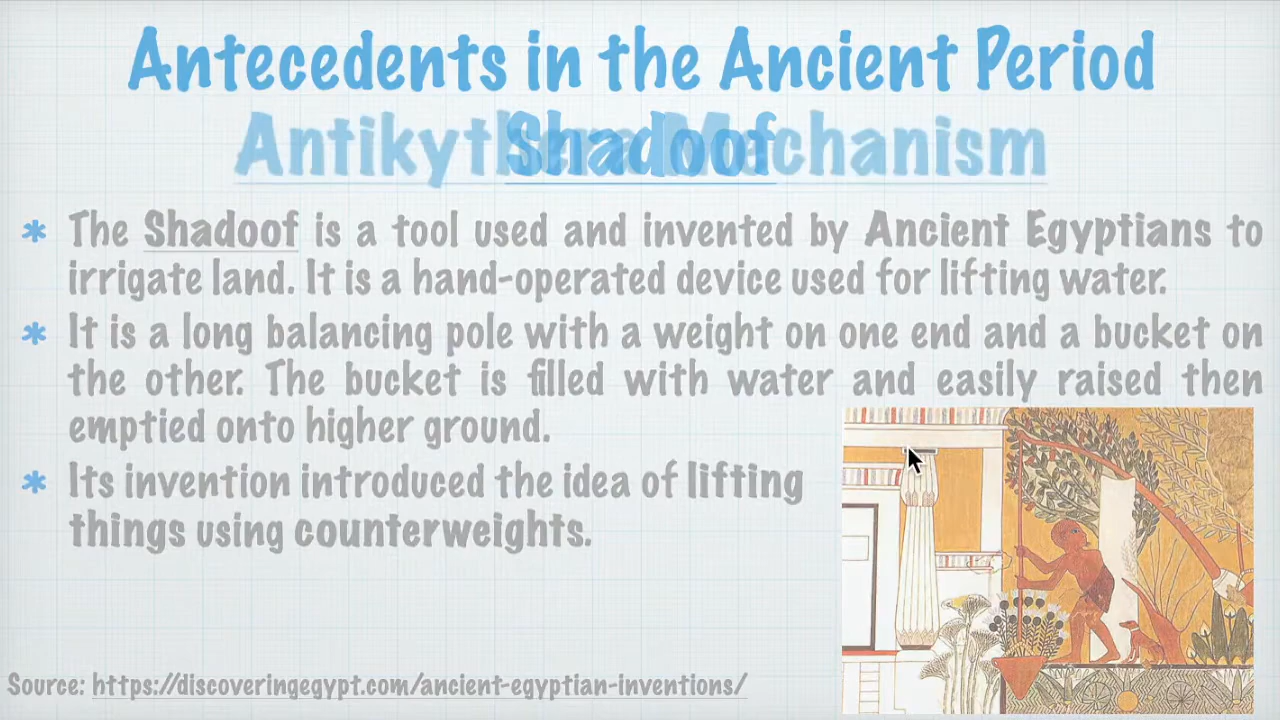 Antecedents in the Ancient Period
Antikythera Mechanism
Shadoof
* The Shadoof is a tool used and invented by Ancient Egyptians to
irrigate land. It is a hand-operated device used for lifting water.
* It is a long balancing pole with a weight on one end and a bucket on
the other. The bucket is filled with water and easily raised then
emptied onto higher ground.
* Its invention introduced the idea of lifting
things using counterweights.
Source: https://discoveringegypt.com/ancient-egyptian-inventions/